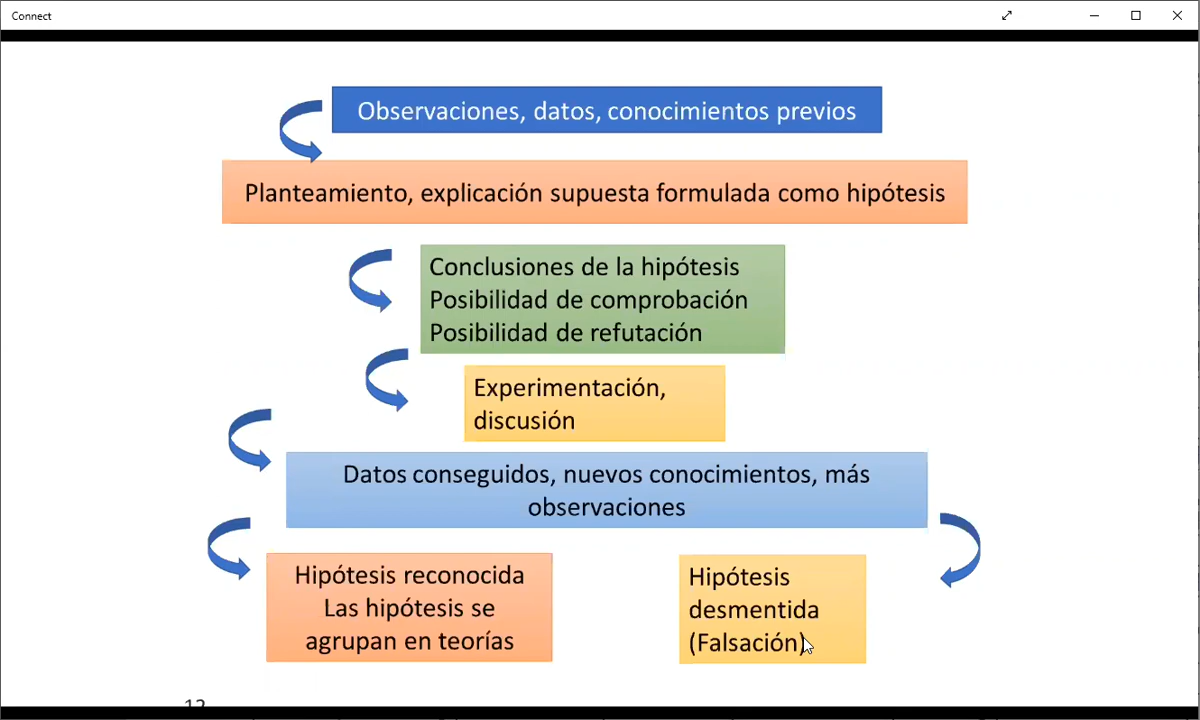 Connect
Observaciones, datos, conocimientos previos
Planteamiento, explicación supuesta formulada como hipótesis
Conclusiones de la hipótesis
Posibilidad de comprobación
Posibilidad de refutación
Experimentación,
discusión
Datos conseguidos, nuevos conocimientos, más
observaciones
Hipótesis reconocida
Las hipótesis se
agrupan en teorías
Hipótesis
desmentida
(Falsación)